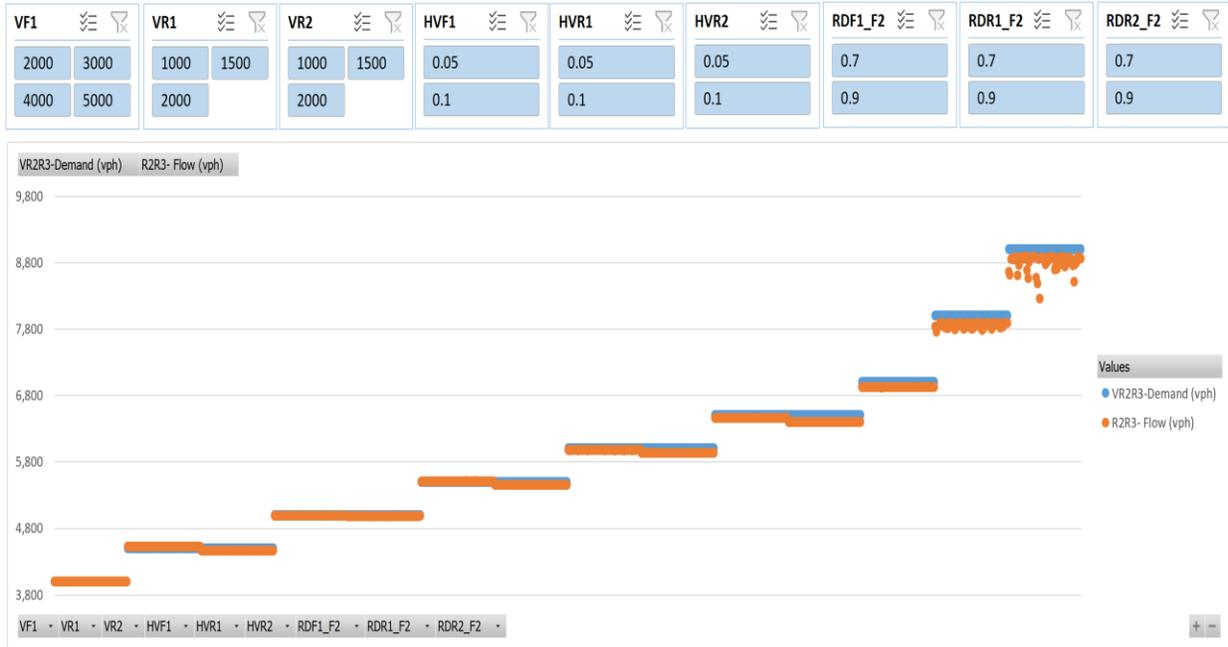 VF1 VR1 VR2 HVF1 HVR1 HVR2 RDF1_F2 RDR1_F2 RDR2_F2
2000 3000 1000 1500 1000 1500 0.05 0.05 0.05 0.7 0.7 0.7
4000 5000 2000 2000 0.1 0.1 0.1 0.9 0.9 0.9
VR2R3-Demand (vph) R2R3- Flow (vph)
9,800
8,800
7,800
6,800
5,800
4,800
3,800
Values
VR2R3-Demand (vph)
R2R3- Flow (vph)
VF1 VR1 VR2 HVF1 HVR1 HVR2 RDF1_F2 RDR1_F2 RDR2_F2
+ −